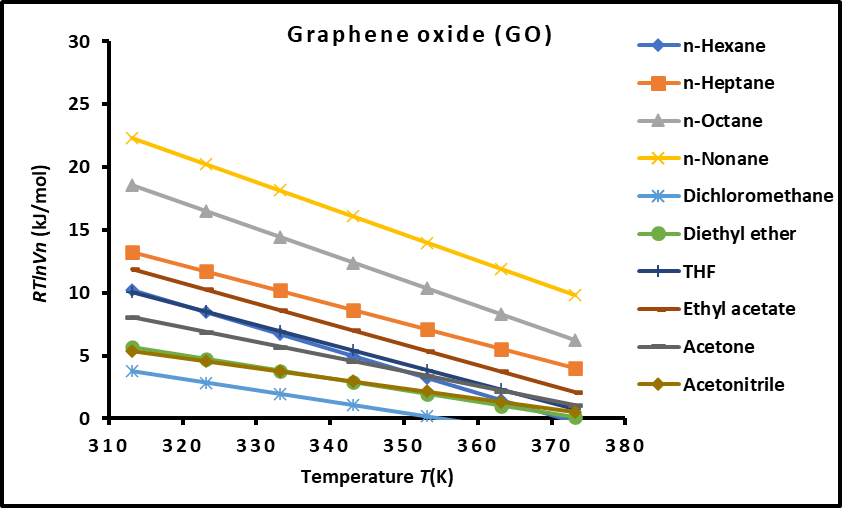 Graphene oxide (GO)
30
25
20
15
10
5
0
RTlnVn (kJ/mol)
310 320 330 340 350 360 370 380
Temperature T(K)
n-Hexane
n-Heptane
n-Octane
n-Nonane
Dichloromethane
Diethyl ether
THF
Ethyl acetate
Acetone
Acetonitrile